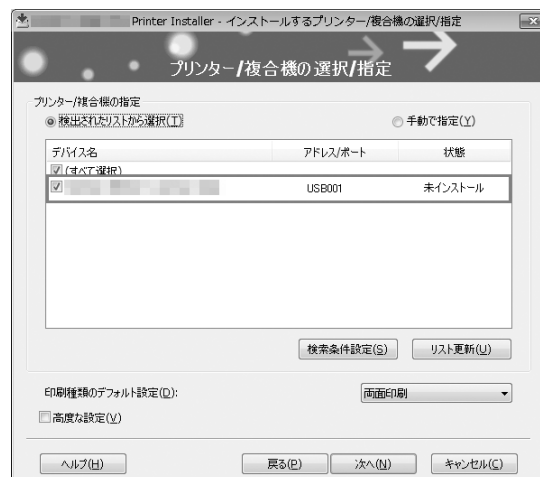 Printer Installer - インストールするプリンター/複合機の選択/指定
プリンター/複合機の選択/指定
プリンター/複合機の指定
検出されたリストから選択(T)
手動で指定(Y)
デバイス名 アドレス/ポート 状態
(すべて選択)
USB001 未インストール
検索条件設定(S) リスト更新(U)
印刷種類のデフォルト設定(D): 両面印刷
高度な設定(V)
ヘルプ(H) 戻る(P) 次へ(N) キャンセル(C)